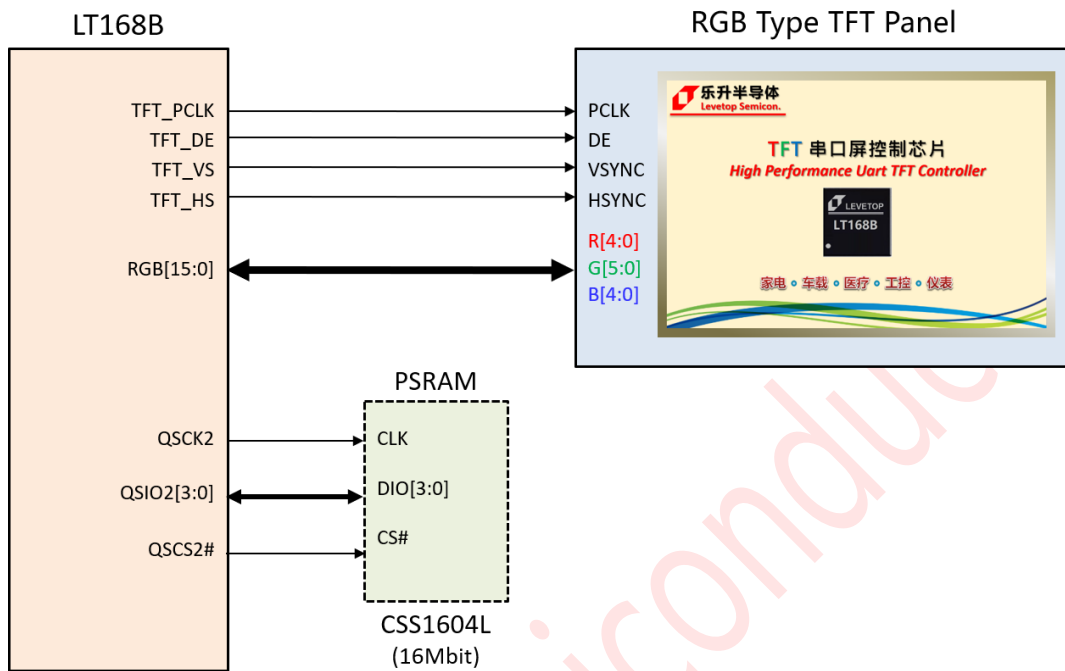 LT168B
RGB Type TFT Panel
TFT_PCLK
TFT_DE
TFT_VS
TFT_HS
RGB[15:0]
PCLK
DE
VSYNC
HSYNC
R[4:0]
G[5:0]
B[4:0]
乐升半导体
Levetop Semicon.
TFT 串口屏控制芯片
High Performance Uart TFT Controller
LEVETOP
LT168B
家电 • 车载 • 医疗 • 工控 • 仪表
PSRAM
QSCK2
QSIO2[3:0]
QSCS2#
CLK
DIO[3:0]
CS#
CSS1604L
(16Mbit)